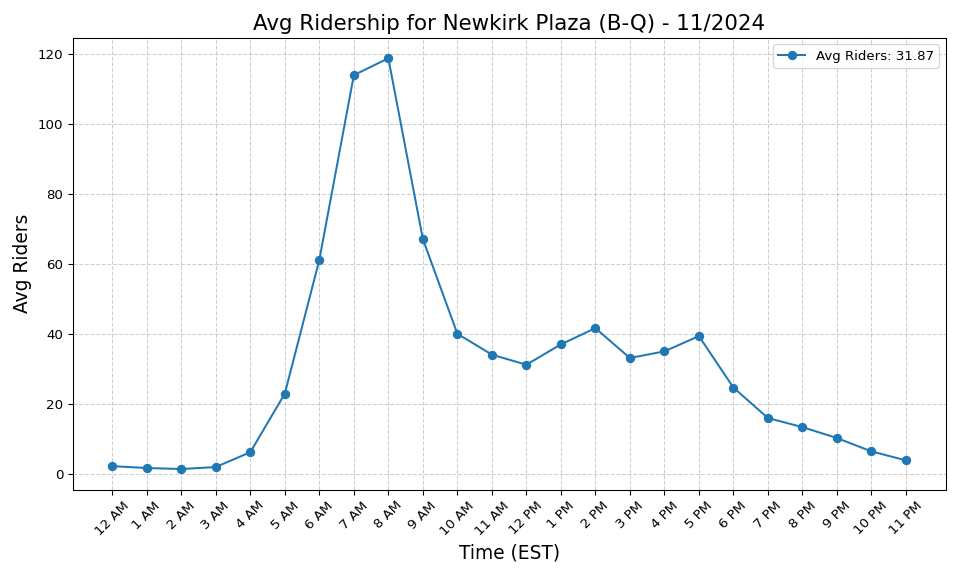 Avg Ridership for Newkirk Plaza (B-Q) - 11/2024
Avg Riders: 31.87
120
100
80
60
40
20
0
Avg Riders
12 AM
1 AM
2 AM
3 AM
4 AM
5 AM
6 AM
7 AM
8 AM
9 AM
10 AM
11 AM
12 PM
1 PM
2 PM
3 PM
4 PM
5 PM
6 PM
7 PM
8 PM
9 PM
10 PM
11 PM
Time (EST)